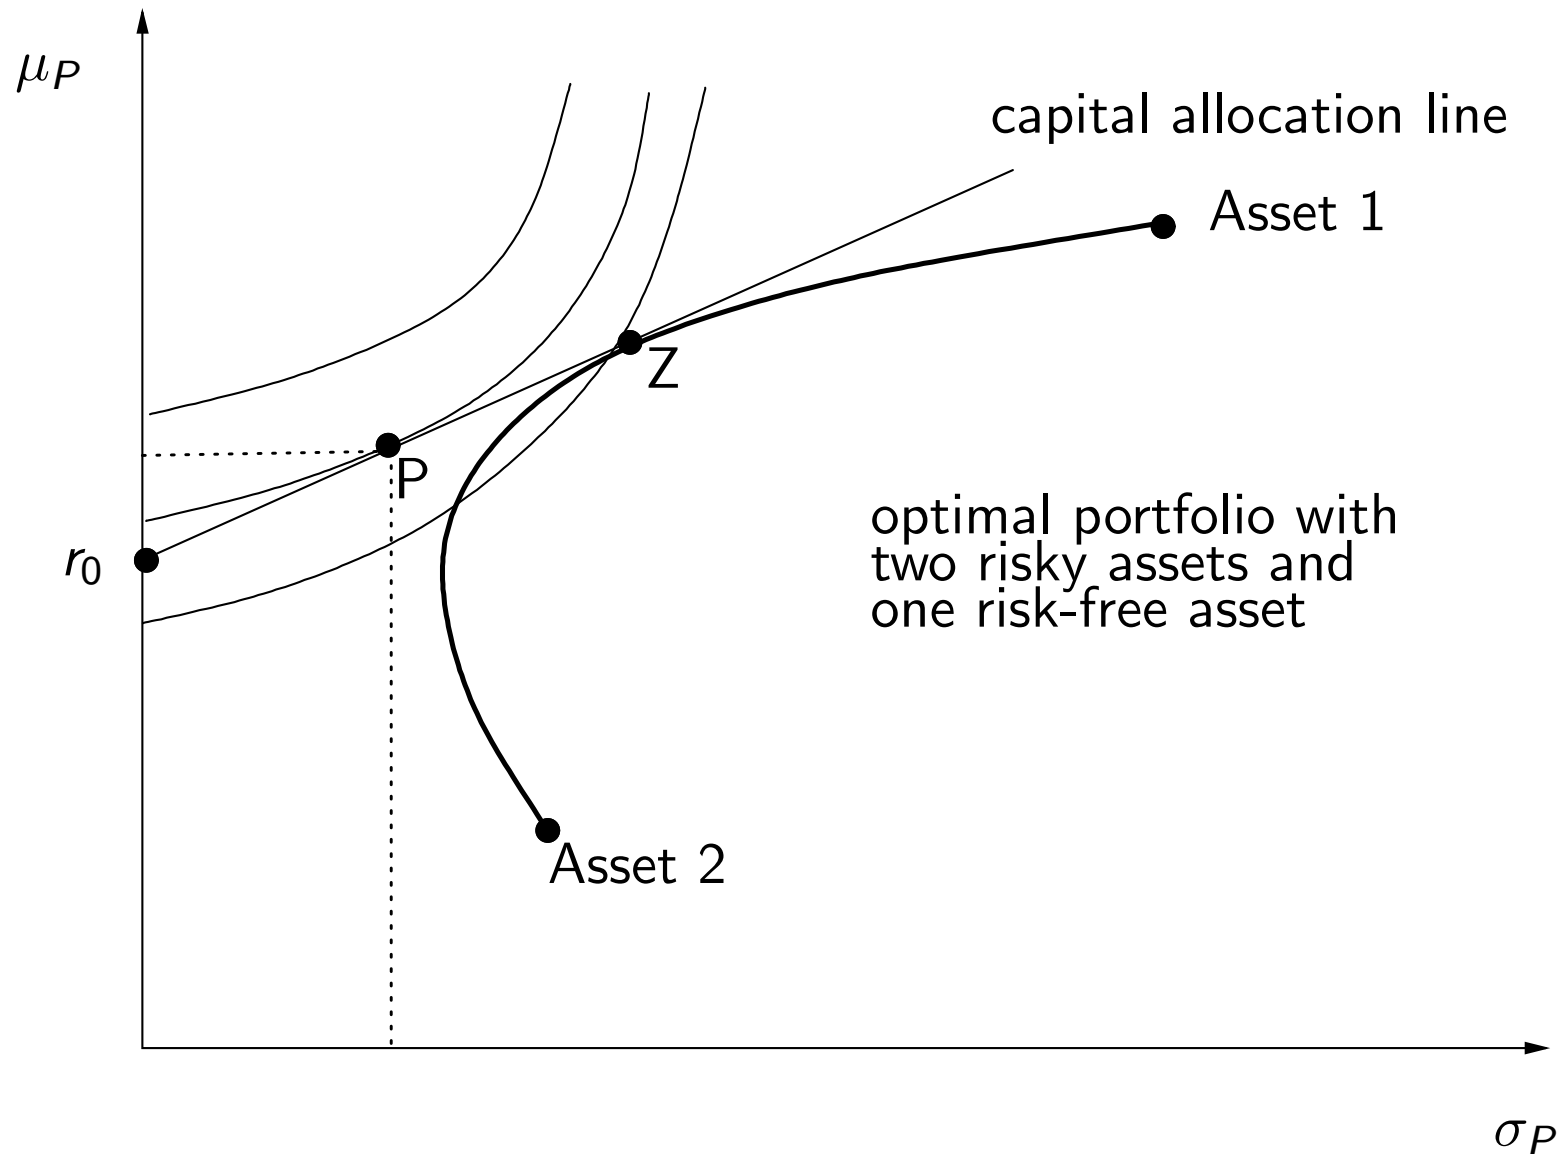 μP
capital allocation line
Asset 1
Z
P
r0
optimal portfolio with
two risky assets and
one risk-free asset
Asset 2
σP